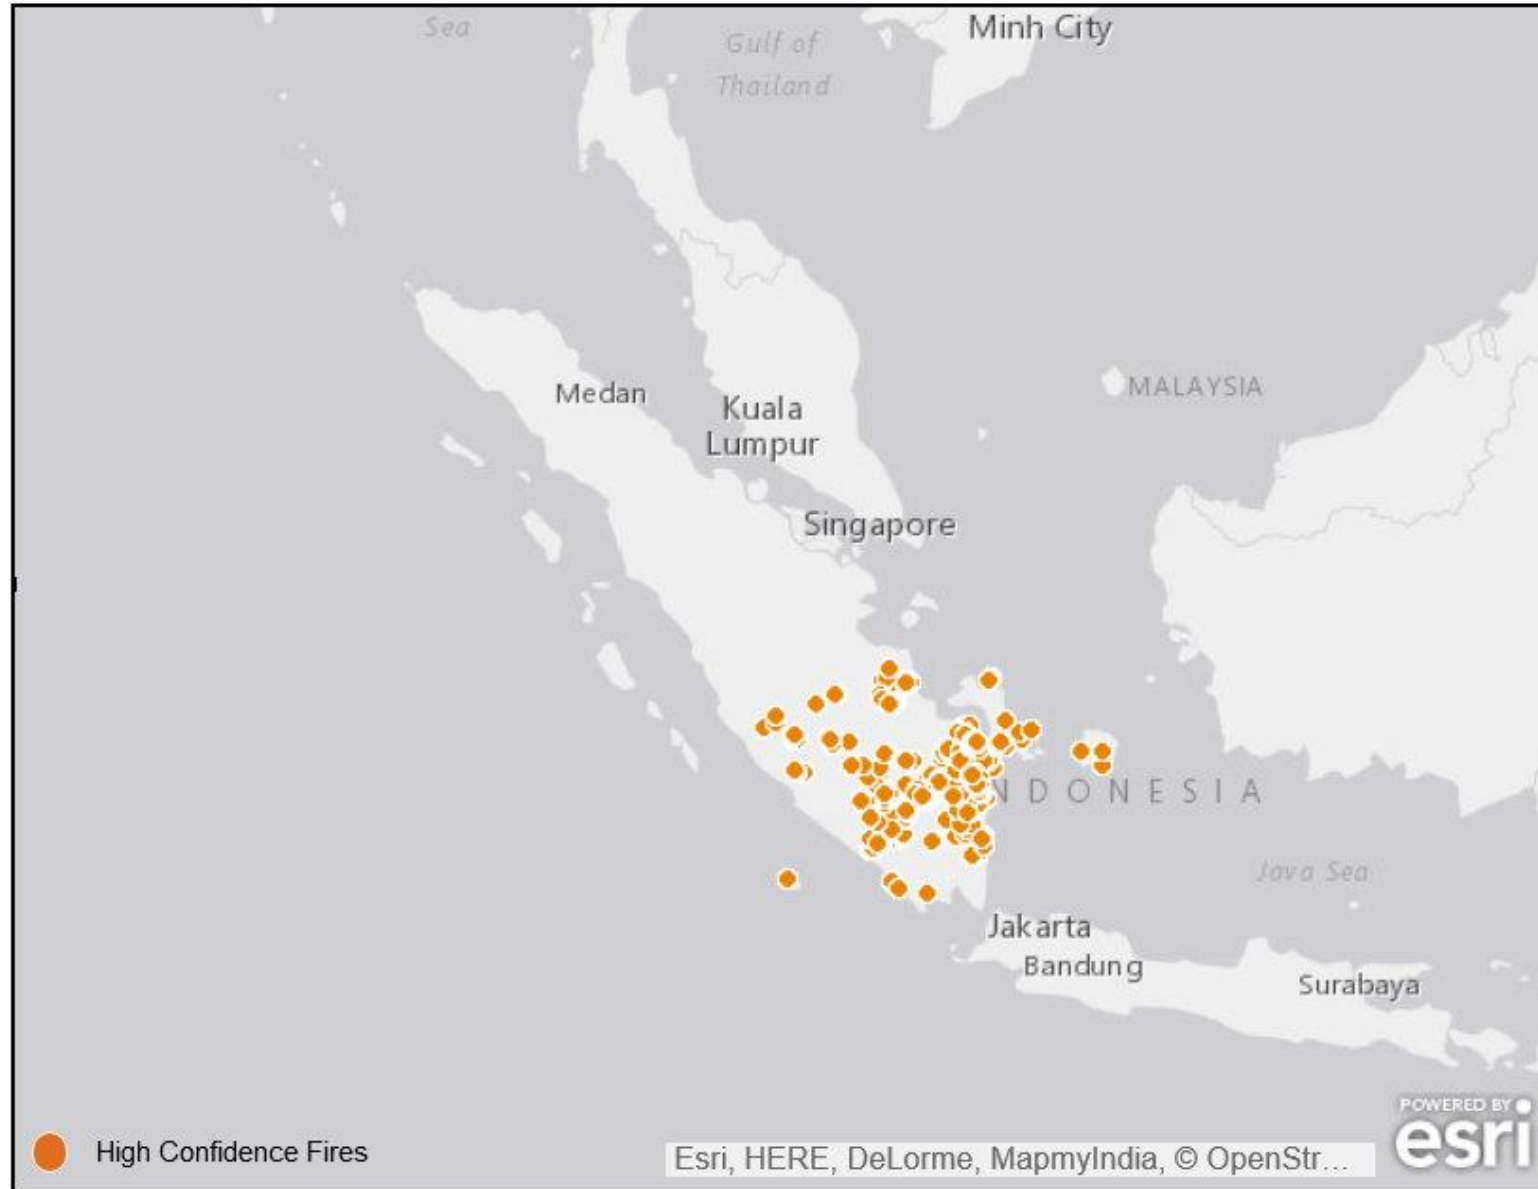 Sea
Gulf of
Thailand
Minh City
Medan
Kuala
Lumpur
MALAYSIA
Singapore
NDONESIA
Java Sea
Jakarta
Bandung
Surabaya
High Confidence Fires
Esri, HERE, DeLorme, MapmyIndia, © OpenStr...
POWERED BY
esri